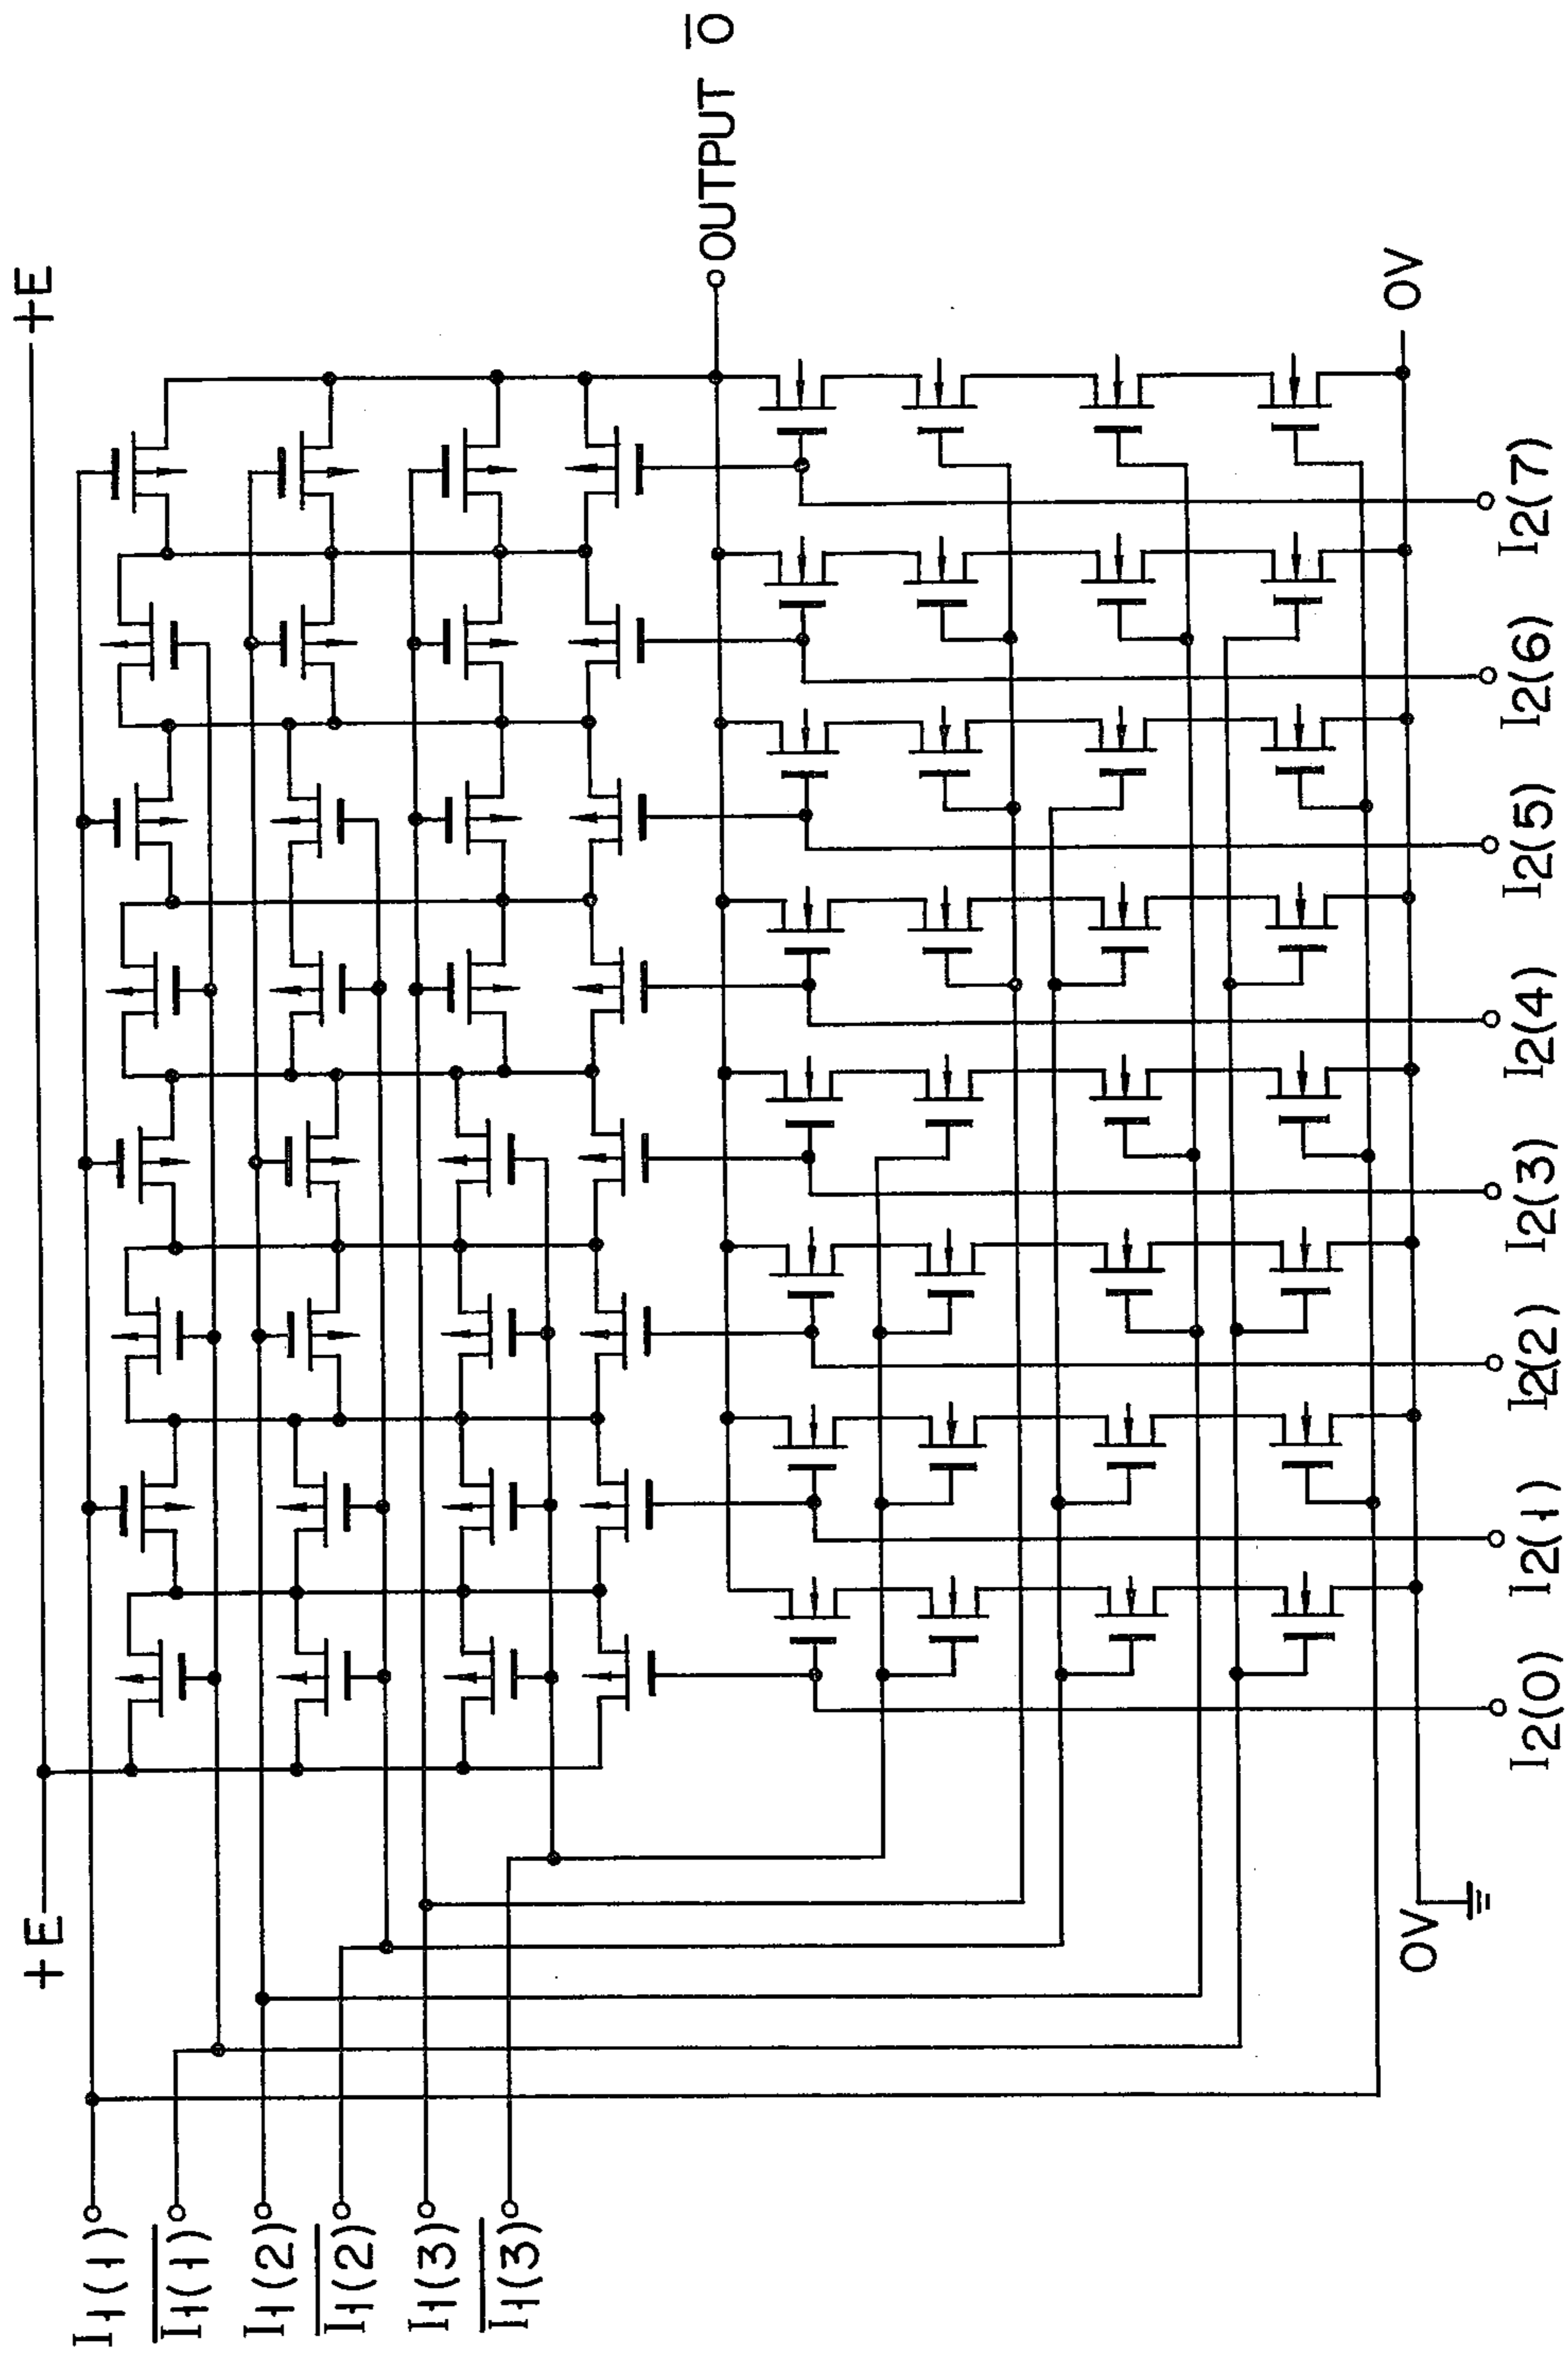 +E
+E
I1(1)
I1(1)
I1(2)
I1(2)
I1(3)
I1(3)
OUTPUT O
0V
0V
I2(0)
I2(1)
I2(2)
I2(3)
I2(4)
I2(5)
I2(6)
I2(7)